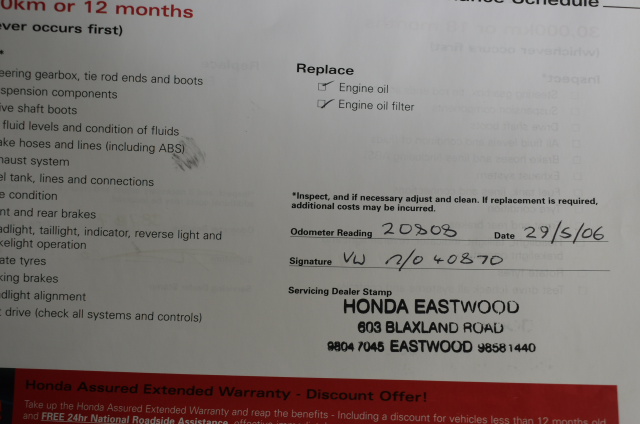 0km or 12 months
ance Schedule
ever occurs first)
*
eering gearbox, tie rod ends and boots
spension components
ive shaft boots
fluid levels and condition of fluids
ake hoses and lines (including ABS)
haust system
el tank, lines and connections
e condition
nt and rear brakes
adlight, taillight, indicator, reverse light and
kelight operation
ate tyres
king brakes
dlight alignment
t drive (check all systems and controls)
Replace
Engine oil
Engine oil filter
*Inspect, and if necessary adjust and clean. If replacement is required,
additional costs may be incurred.
Odometer Reading 20808 Date 29/5/06
Signature VW n/o 40870
Servicing Dealer Stamp
HONDA EASTWOOD
603 BLAXLAND ROAD
9804 7045 EASTWOOD 9858 1440
Honda Assured Extended Warranty - Discount Offer!
Take up the Honda Assured Extended Warranty and reap the benefits - Including a discount for vehicles less than 12 months old
and FREE 24hr National Roadside Assistance,